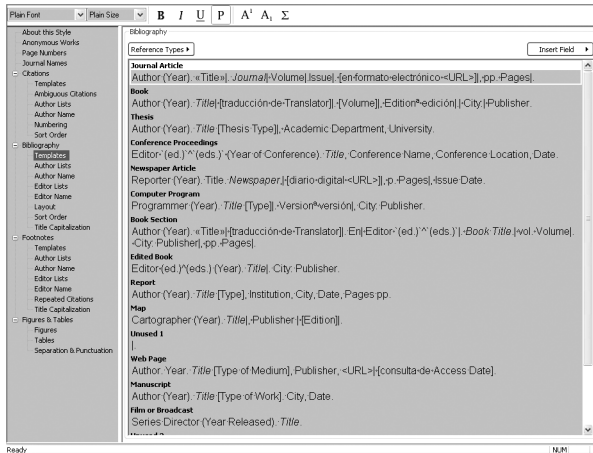 Plain Font Plain Size B I U P A¹ A₁ Σ
About this Style
Anonymous Works
Page Numbers
Journal Names
Citations
Templates
Ambiguous Citations
Author Lists
Author Name
Numbering
Sort Order
Bibliography
Templates
Author Lists
Author Name
Editor Lists
Editor Name
Layout
Sort Order
Title Capitalization
Footnotes
Templates
Author Lists
Author Name
Editor Lists
Editor Name
Repeated Citations
Title Capitalization
Figures & Tables
Figures
Tables
Separation & Punctuation
Bibliography
Reference Types Insert Field
Journal Article
Author·(Year).·«Title»|.·Journal|·Volume|.Issue|.·[en·formato·electrónico·<URL>]|,·pp.·Pages|.
Book
Author·(Year).·Title|·[traducción·de·Translator]|.·[Volume]|,·Editionª·edición|.|·City:|·Publisher.
Thesis
Author·(Year).·Title·[Thesis·Type]|,·Academic Department, University.
Conference Proceedings
Editor·`(ed.)`^`(eds.)`·(Year of Conference).·Title, Conference Name, Conference Location, Date.
Newspaper Article
Reporter·(Year).·Title.·Newspaper,|·[diario·digital·<URL>]|,·p.·Pages|,·Issue·Date.
Computer Program
Programmer·(Year).·Title·[Type]|.·Versionª·versión|, City:·Publisher.
Book Section
Author·(Year).·«Title»|·[traducción·de·Translator]|.·En|·Editor·`(ed.)`^`(eds.)`|,·Book·Title.|·vol.·Volume|.
·City:·Publisher|,·pp.·Pages|.
Edited Book
Editor·(ed.)^(eds.)·(Year).·Title|.·City:·Publisher.
Report
Author·(Year).·Title·[Type], Institution,·City, Date, Pages·pp.
Map
Cartographer·(Year).·Title|,·Publisher·|·[Edition]|.
Unused 1
|.
Web Page
Author.·Year.·Title·[Type of Medium], Publisher,·<URL>|·[consulta·de·Access Date].
Manuscript
Author·(Year).·Title·[Type of Work].·City,·Date.
Film or Broadcast
Series·Director·(Year·Released).·Title.
Unused 2
Ready NUM